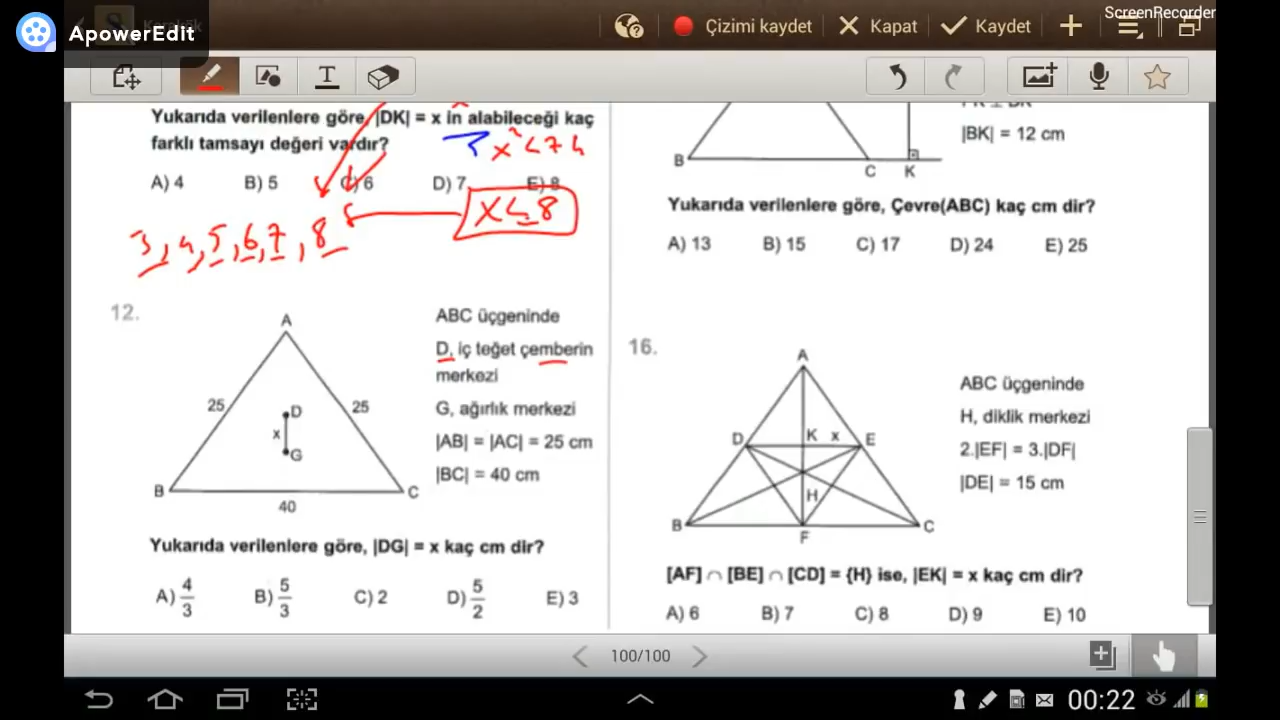 ScreenRecorder
ApowerEdit
Çizimi kaydet
Kapat
Kaydet
T
Yukarıda verilenlere göre, |DK| = x in alabileceği kaç
farklı tamsayı değeri vardır?
x² < 74
A) 4 B) 5 C) 6 D) 7 E) 8
x ≤ 8
3, 4, 5, 6, 7, 8
12.
A
25
25
D
x
G
B
C
40
ABC üçgeninde
D, iç teğet çemberin
merkezi
G, ağırlık merkezi
|AB| = |AC| = 25 cm
|BC| = 40 cm
Yukarıda verilenlere göre, |DG| = x kaç cm dir?
A) 4/3 B) 5/3 C) 2 D) 5/2 E) 3
|BK| = 12 cm
B
C
K
Yukarıda verilenlere göre, Çevre(ABC) kaç cm dir?
A) 13 B) 15 C) 17 D) 24 E) 25
16.
A
D
K x
E
H
B
F
C
ABC üçgeninde
H, diklik merkezi
2.|EF| = 3.|DF|
|DE| = 15 cm
[AF] ∩ [BE] ∩ [CD] = {H} ise, |EK| = x kaç cm dir?
A) 6 B) 7 C) 8 D) 9 E) 10
100/100
00:22